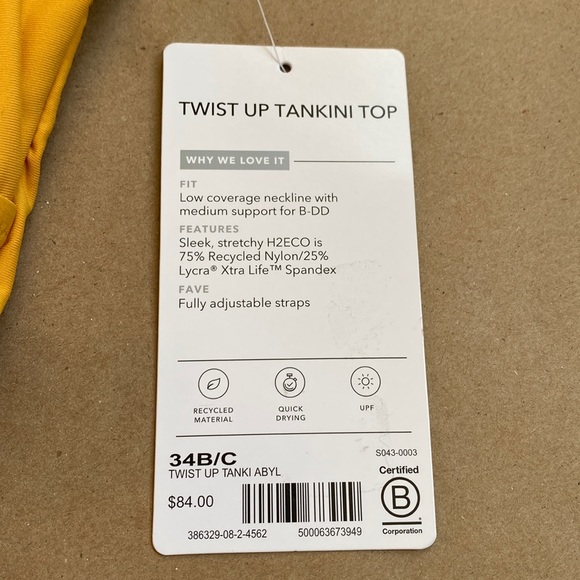 TWIST UP TANKINI TOP
WHY WE LOVE IT
FIT
Low coverage neckline with
medium support for B-DD
FEATURES
Sleek, stretchy H2ECO is
75% Recycled Nylon/25%
Lycra® Xtra Life™ Spandex
FAVE
Fully adjustable straps
RECYCLED
MATERIAL
QUICK
DRYING
UPF
34B/C
S043-0003
TWIST UP TANKI ABYL
$84.00
386329-08-2-4562
500063673949
Certified
B
Corporation